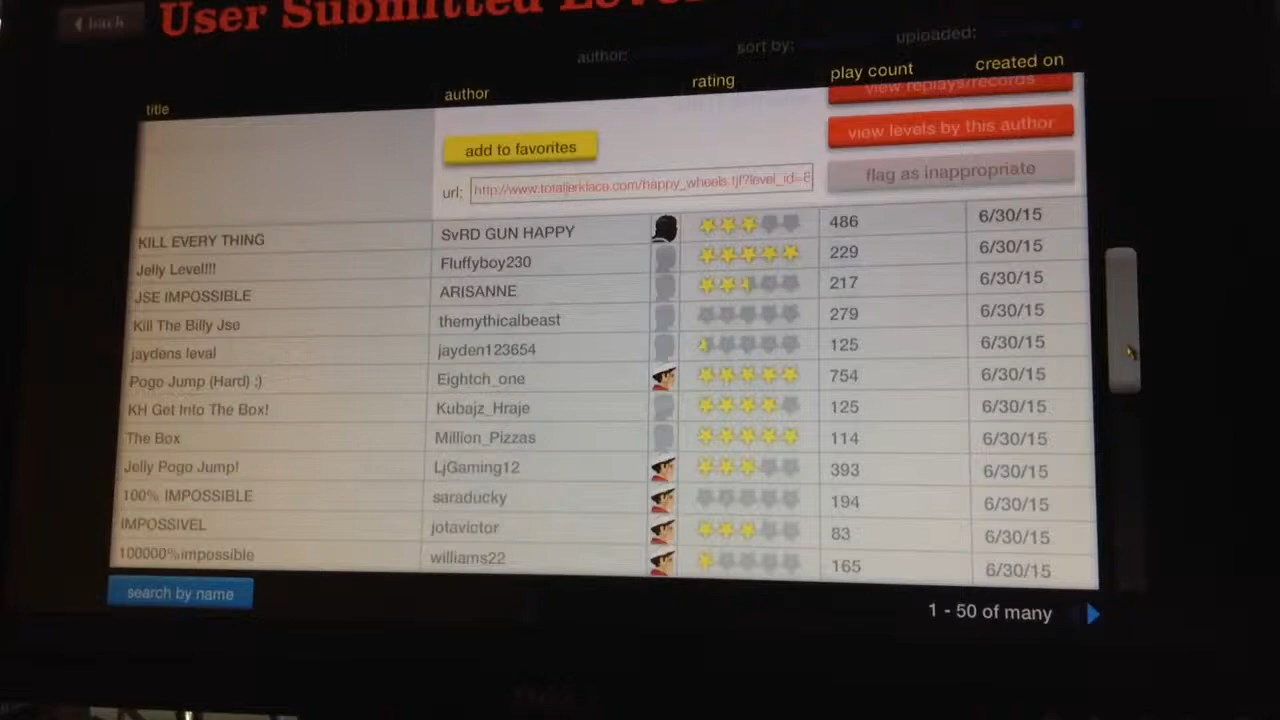 back
User Submitted Level
author: sort by: uploaded:
title author rating play count created on
view replays/records
add to favorites view levels by this author
url: http://www.totaljerkface.com/happy_wheels.tjf?level_id=8 flag as inappropriate
KILL EVERY THING SvRD GUN HAPPY 486 6/30/15
Jelly Level!!! Fluffyboy230 229 6/30/15
JSE IMPOSSIBLE ARISANNE 217 6/30/15
Kill The Billy Jse themythicalbeast 279 6/30/15
jaydens leval jayden123654 125 6/30/15
Pogo Jump (Hard) :) Eightch_one 754 6/30/15
KH Get Into The Box! Kubajz_Hraje 125 6/30/15
The Box Million_Pizzas 114 6/30/15
Jelly Pogo Jump! LjGaming12 393 6/30/15
100% IMPOSSIBLE saraducky 194 6/30/15
IMPOSSIVEL jotavictor 83 6/30/15
100000%impossible williams22 165 6/30/15
search by name 1 - 50 of many